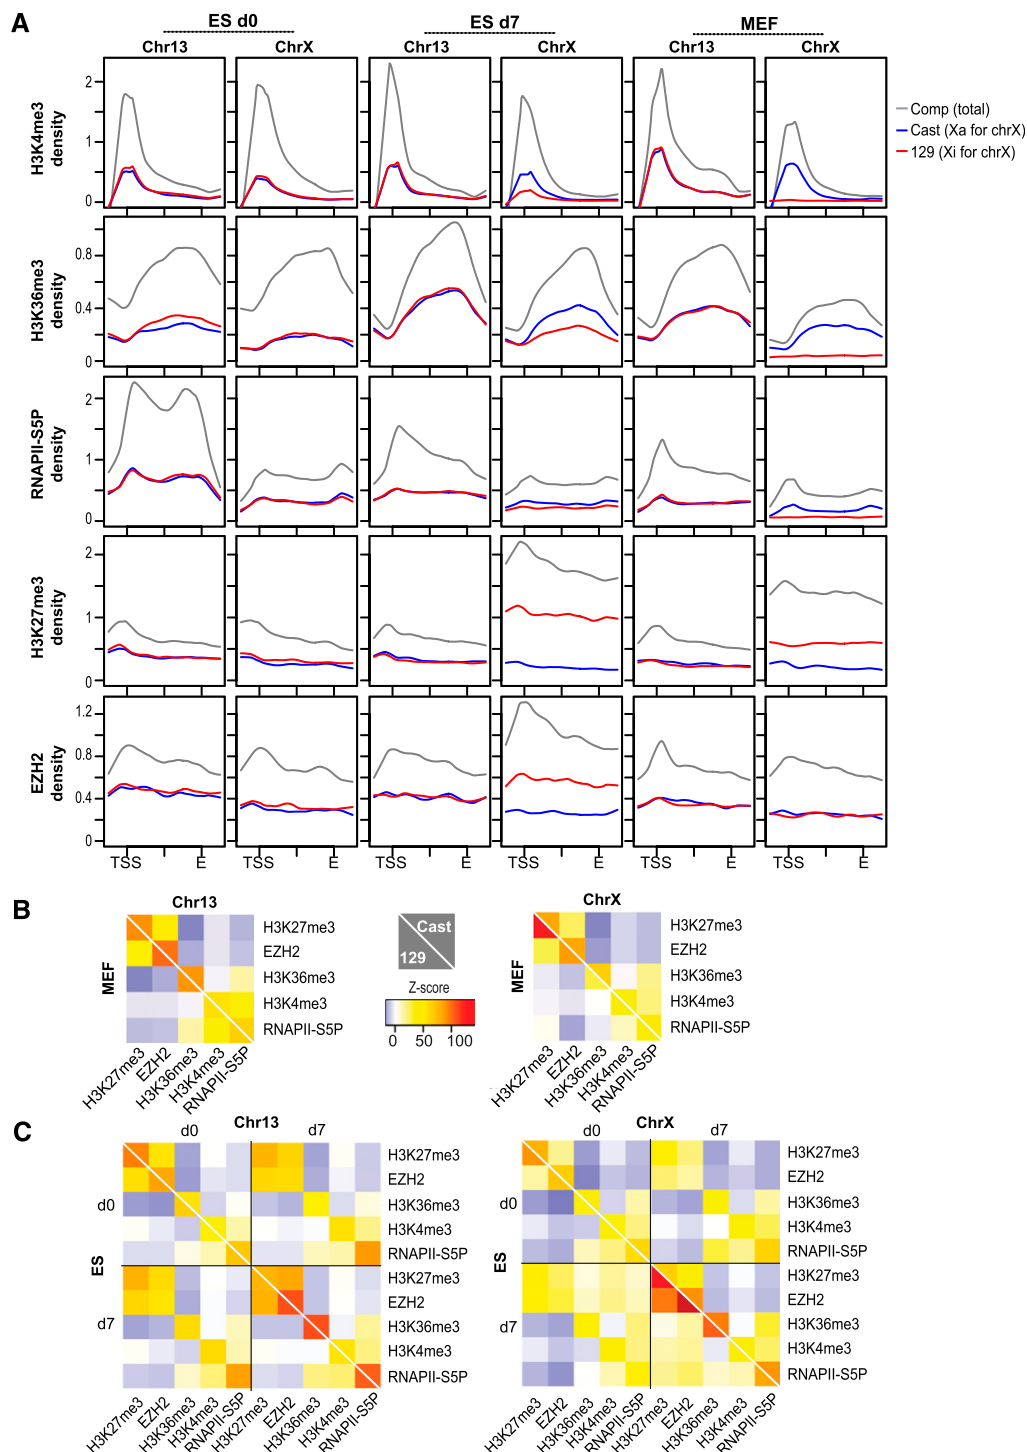 A
ES d0
ES d7
MEF
Chr13
ChrX
Chr13
ChrX
Chr13
ChrX
H3K4me3 density
2
1
0
Comp (total)
Cast (Xa for chrX)
129 (Xi for chrX)
H3K36me3 density
0.8
0.4
0
RNAPII-S5P density
2
1
0
H3K27me3 density
2
1
0
EZH2 density
1.2
0.8
0.4
0
TSS E
TSS E
TSS E
TSS E
TSS E
TSS E
B
Chr13
MEF
H3K27me3
EZH2
H3K36me3
H3K4me3
RNAPII-S5P
H3K27me3
EZH2
H3K36me3
H3K4me3
RNAPII-S5P
Cast
129
Z-score
0 50 100
ChrX
MEF
H3K27me3
EZH2
H3K36me3
H3K4me3
RNAPII-S5P
H3K27me3
EZH2
H3K36me3
H3K4me3
RNAPII-S5P
C
Chr13
d0
d7
ES
d0
d7
H3K27me3
EZH2
H3K36me3
H3K4me3
RNAPII-S5P
H3K27me3
EZH2
H3K36me3
H3K4me3
RNAPII-S5P
H3K27me3
EZH2
H3K36me3
H3K4me3
RNAPII-S5P
H3K27me3
EZH2
H3K36me3
H3K4me3
RNAPII-S5P
ChrX
d0
d7
ES
d0
d7
H3K27me3
EZH2
H3K36me3
H3K4me3
RNAPII-S5P
H3K27me3
EZH2
H3K36me3
H3K4me3
RNAPII-S5P
H3K27me3
EZH2
H3K36me3
H3K4me3
RNAPII-S5P
H3K27me3
EZH2
H3K36me3
H3K4me3
RNAPII-S5P